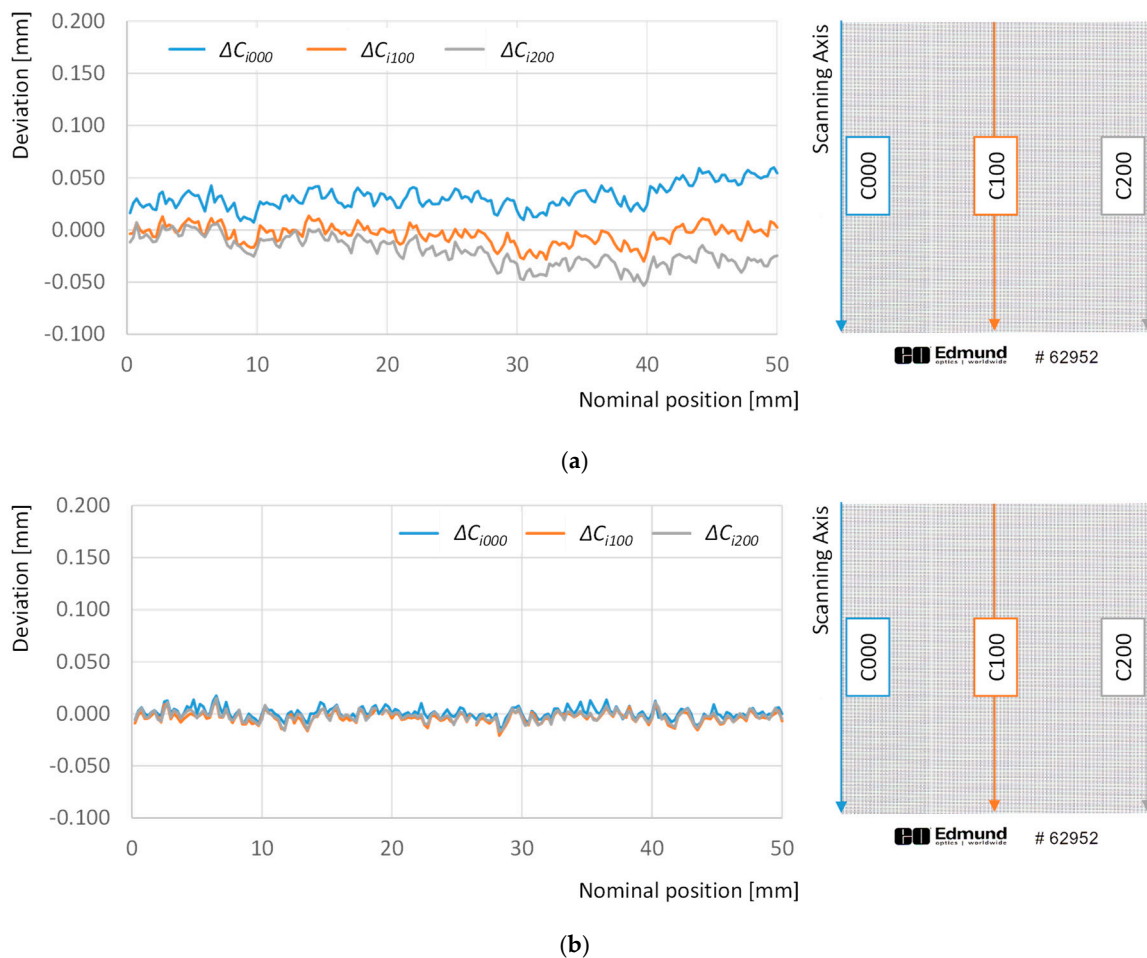 0.200
0.150
0.100
0.050
0.000
-0.050
-0.100
Deviation [mm]
ΔCi000 ΔCi100 ΔCi200
0 10 20 30 40 50
Nominal position [mm]
Scanning Axis
C000
C100
C200
eo Edmund
optics | worldwide
# 62952
(a)
0.200
0.150
0.100
0.050
0.000
-0.050
-0.100
Deviation [mm]
ΔCi000 ΔCi100 ΔCi200
0 10 20 30 40 50
Nominal position [mm]
Scanning Axis
C000
C100
C200
eo Edmund
optics | worldwide
# 62952
(b)